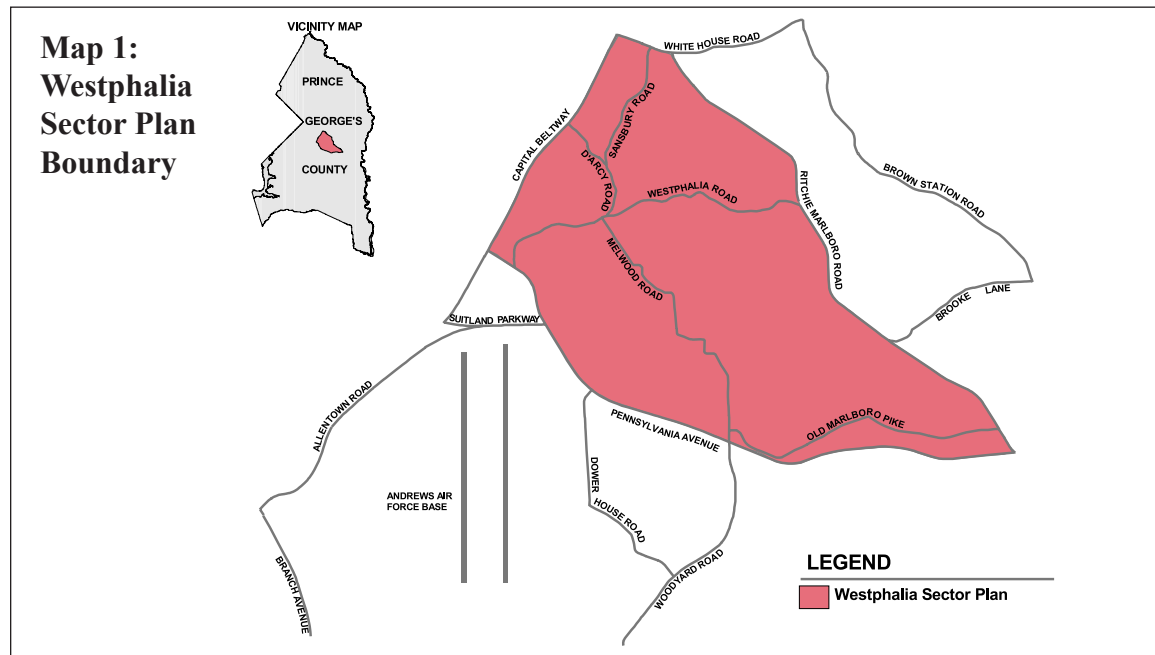 Map 1:
Westphalia
Sector Plan
Boundary
VICINITY MAP
PRINCE
GEORGE'S
COUNTY
WHITE HOUSE ROAD
CAPITAL BELTWAY
SANSBURY ROAD
D'ARCY ROAD
WESTPHALIA ROAD
RITCHIE MARLBORO ROAD
BROWN STATION ROAD
MELWOOD ROAD
BROOKE LANE
SUITLAND PARKWAY
ALLENTOWN ROAD
PENNSYLVANIA AVENUE
OLD MARLBORO PIKE
ANDREWS AIR
FORCE BASE
DOWER
HOUSE ROAD
BRANCH AVENUE
WOODYARD ROAD
LEGEND
Westphalia Sector Plan